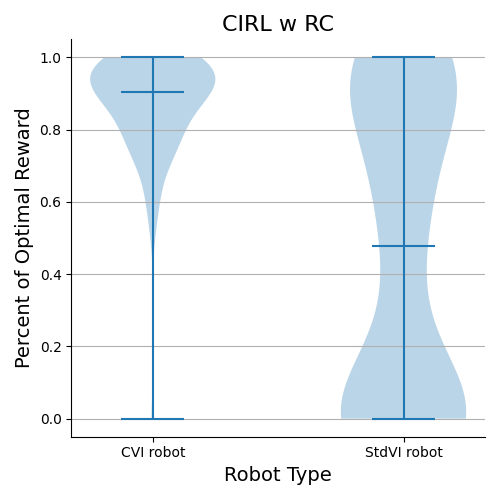 CIRL w RC
Percent of Optimal Reward
1.0
0.8
0.6
0.4
0.2
0.0
CVI robot
StdVI robot
Robot Type